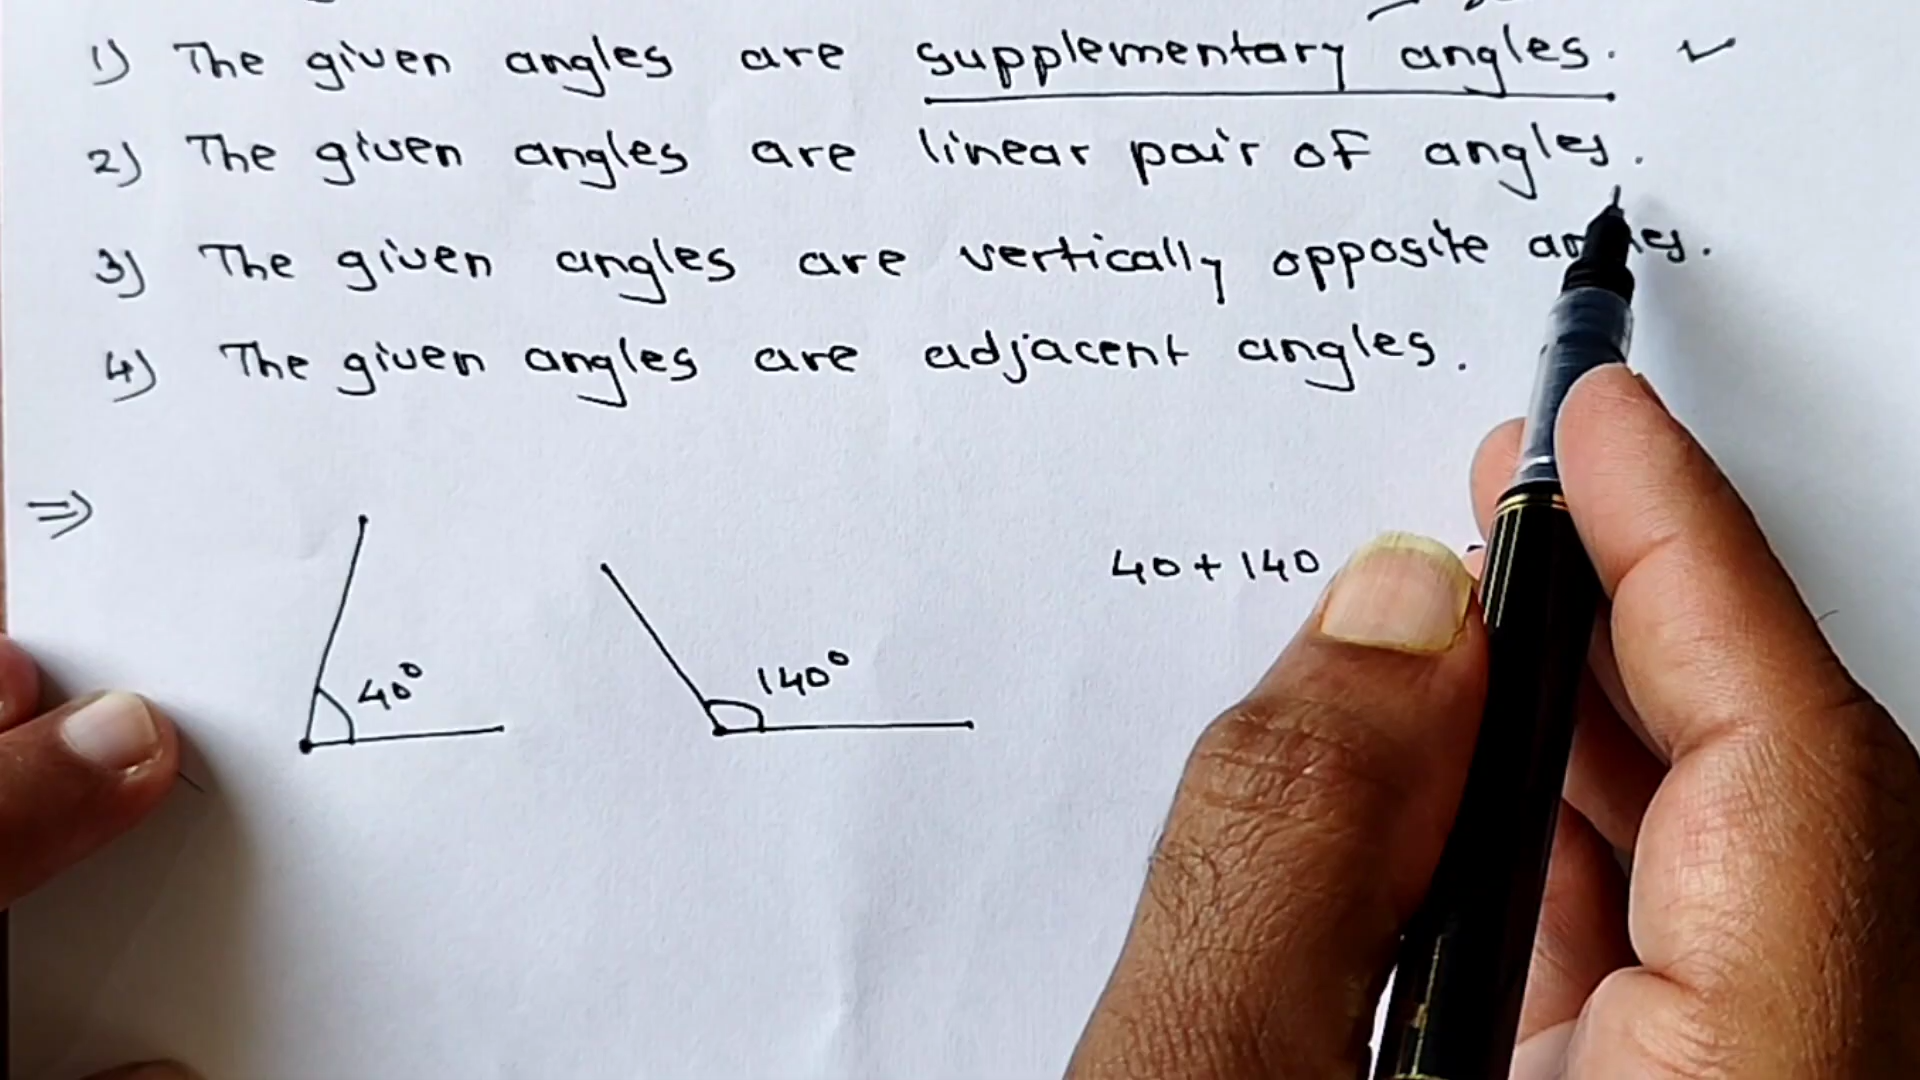 1) The given angles are supplementary angles. ✓
2) The given angles are linear pair of angles.
3) The given angles are vertically opposite angles.
4) The given angles are adjacent angles.
⇒
40° 140° 40+140